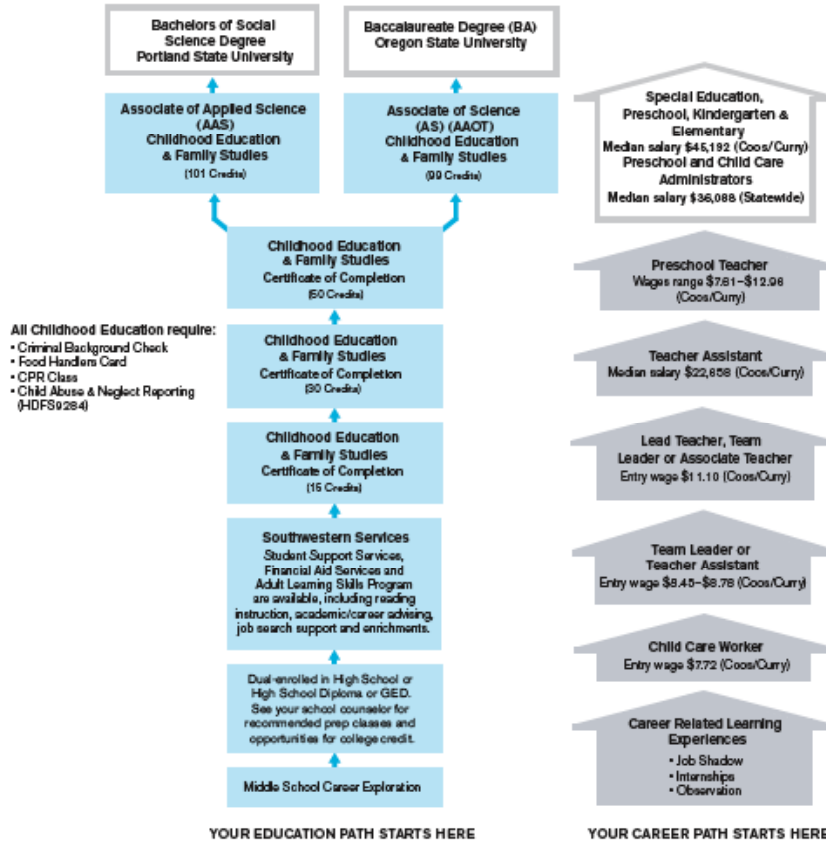 Bachelors of Social
Science Degree
Portland State University
Baccalaureate Degree (BA)
Oregon State University
Associate of Applied Science
(AAS)
Childhood Education
& Family Studies
(101 Credits)
Associate of Science
(AS) (AAOT)
Childhood Education
& Family Studies
(99 Credits)
Childhood Education
& Family Studies
Certificate of Completion
(50 Credits)
All Childhood Education require:
• Criminal Background Check
• Food Handlers Card
• CPR Class
• Child Abuse & Neglect Reporting
(HDFS9284)
Childhood Education
& Family Studies
Certificate of Completion
(30 Credits)
Childhood Education
& Family Studies
Certificate of Completion
(15 Credits)
Southwestern Services
Student Support Services,
Financial Aid Services and
Adult Learning Skills Program
are available, including reading
instruction, academic/career advising,
job search support and enrichments.
Dual-enrolled in High School or
High School Diploma or GED.
See your school counselor for
recommended prep classes and
opportunities for college credit.
Middle School Career Exploration
YOUR EDUCATION PATH STARTS HERE
Special Education,
Preschool, Kindergarten &
Elementary
Median salary $45,192 (Coos/Curry)
Preschool and Child Care
Administrators
Median salary $36,088 (Statewide)
Preschool Teacher
Wages range $7.61–$12.96
(Coos/Curry)
Teacher Assistant
Median salary $22,658 (Coos/Curry)
Lead Teacher, Team
Leader or Associate Teacher
Entry wage $11.10 (Coos/Curry)
Team Leader or
Teacher Assistant
Entry wage $8.45–$8.78 (Coos/Curry)
Child Care Worker
Entry wage $7.72 (Coos/Curry)
Career Related Learning
Experiences
• Job Shadow
• Internships
• Observation
YOUR CAREER PATH STARTS HERE